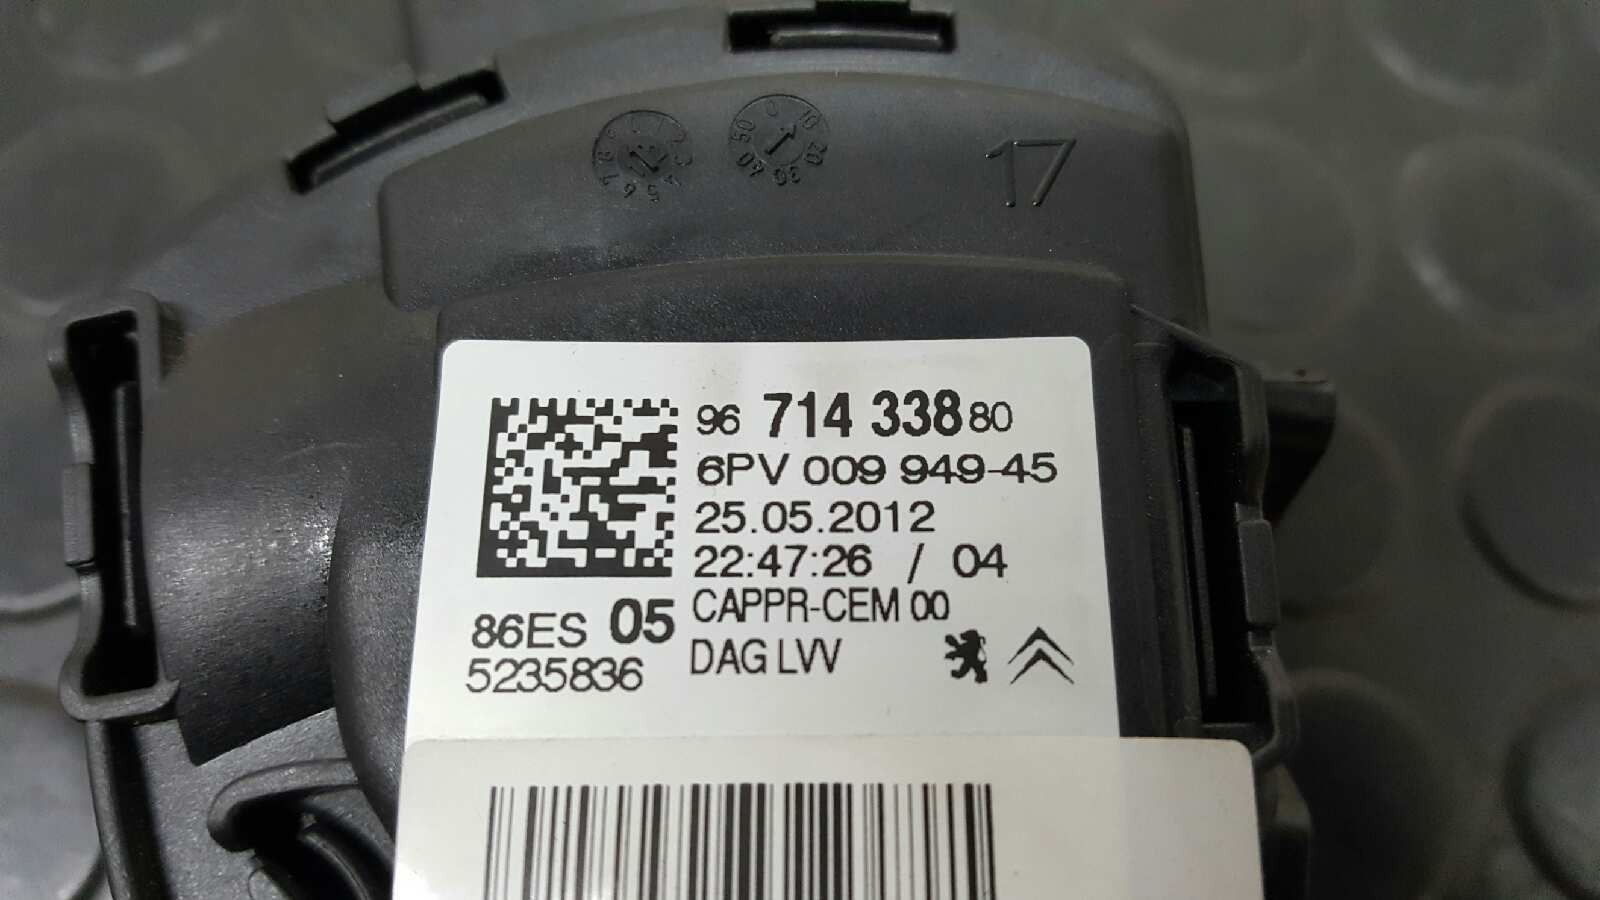 17
96 714 338 80
6PV 009 949-45
25.05.2012
22:47:26 / 04
CAPPR-CEM 00
86ES 05
DAG LVV
5235836